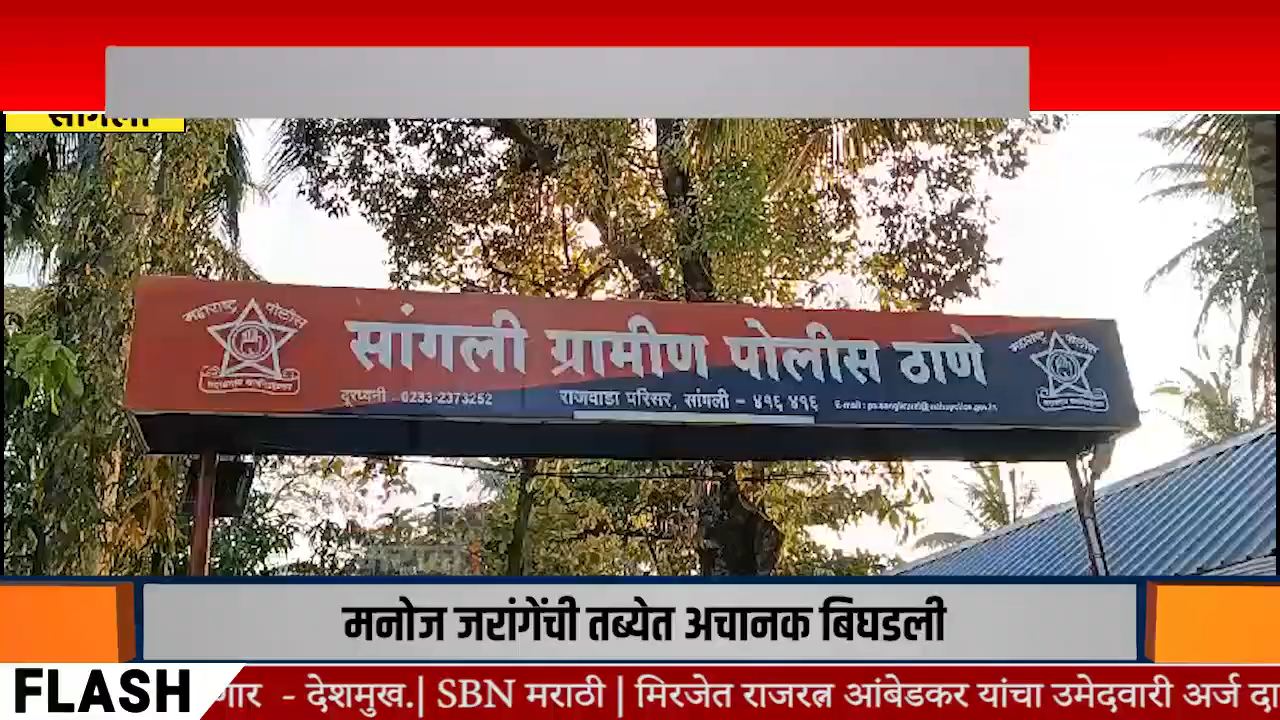 सांगली
महाराष्ट्र पोलीस
सांगली ग्रामीण पोलीस ठाणे
महाराष्ट्र पोलीस
दूरध्वनी - 0233-2373252
राजवाडा परिसर, सांगली - ४१६ ४१६
मनोज जरांगेंची तब्येत अचानक बिघडली
FLASH
गार - देशमुख.| SBN मराठी | मिरजेत राजरत्न आंबेडकर यांचा उमेदवारी अर्ज दा